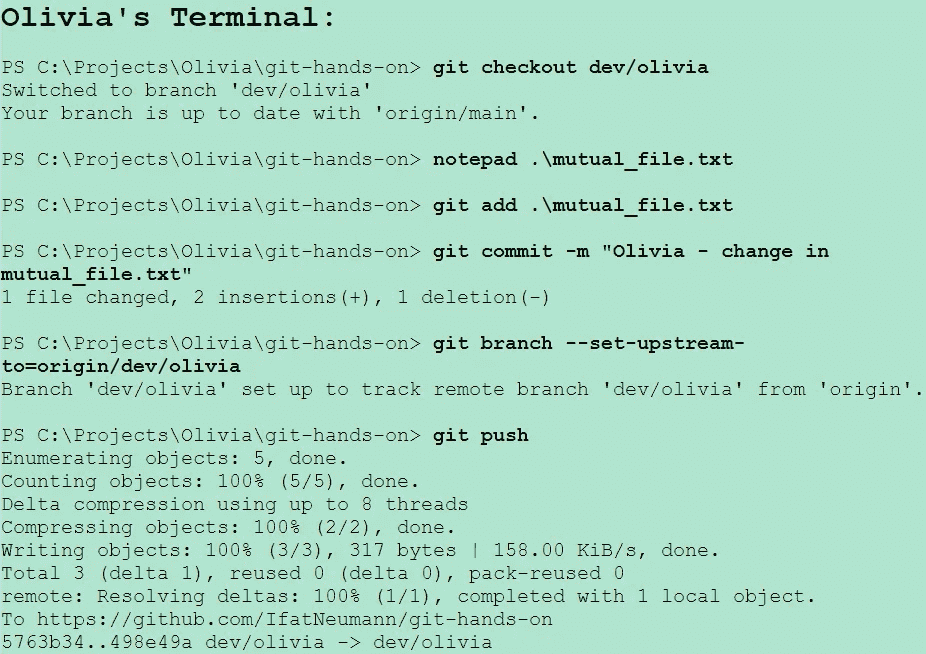 Olivia's Terminal:
PS C:\Projects\Olivia\git-hands-on> git checkout dev/olivia
Switched to branch 'dev/olivia'
Your branch is up to date with 'origin/main'.
PS C:\Projects\Olivia\git-hands-on> notepad .\mutual_file.txt
PS C:\Projects\Olivia\git-hands-on> git add .\mutual_file.txt
PS C:\Projects\Olivia\git-hands-on> git commit -m "Olivia - change in
mutual_file.txt"
1 file changed, 2 insertions(+), 1 deletion(-)
PS C:\Projects\Olivia\git-hands-on> git branch --set-upstream-
to=origin/dev/olivia
Branch 'dev/olivia' set up to track remote branch 'dev/olivia' from 'origin'.
PS C:\Projects\Olivia\git-hands-on> git push
Enumerating objects: 5, done.
Counting objects: 100% (5/5), done.
Delta compression using up to 8 threads
Compressing objects: 100% (2/2), done.
Writing objects: 100% (3/3), 317 bytes | 158.00 KiB/s, done.
Total 3 (delta 1), reused 0 (delta 0), pack-reused 0
remote: Resolving deltas: 100% (1/1), completed with 1 local object.
To https://github.com/IfatNeumann/git-hands-on
5763b34..498e49a dev/olivia -> dev/olivia